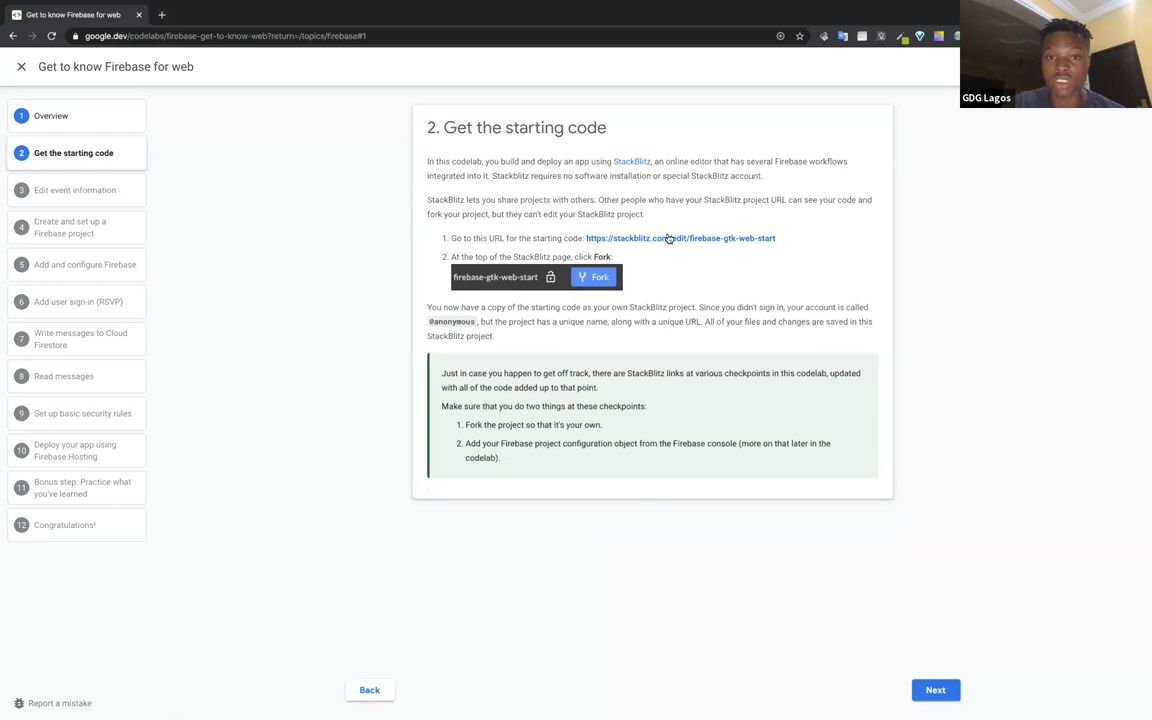 Get to know Firebase for web
google.dev/codelabs/firebase-get-to-know-web?return=/topics/firebase#1
GDG Lagos
Get to know Firebase for web
1 Overview
2 Get the starting code
3 Edit event information
4 Create and set up a
Firebase project
5 Add and configure Firebase
6 Add user sign-in (RSVP)
7 Write messages to Cloud
Firestore
8 Read messages
9 Set up basic security rules
10 Deploy your app using
Firebase Hosting
11 Bonus step: Practice what
you've learned
12 Congratulations!
2. Get the starting code
In this codelab, you build and deploy an app using StackBlitz, an online editor that has several Firebase workflows
integrated into it. Stackblitz requires no software installation or special StackBlitz account.
StackBlitz lets you share projects with others. Other people who have your StackBlitz project URL can see your code and
fork your project, but they can't edit your StackBlitz project.
1. Go to this URL for the starting code: https://stackblitz.com/edit/firebase-gtk-web-start
2. At the top of the StackBlitz page, click Fork:
firebase-gtk-web-start Fork
You now have a copy of the starting code as your own StackBlitz project. Since you didn't sign in, your account is called
@anonymous, but the project has a unique name, along with a unique URL. All of your files and changes are saved in this
StackBlitz project.
Just in case you happen to get off track, there are StackBlitz links at various checkpoints in this codelab, updated
with all of the code added up to that point.
Make sure that you do two things at these checkpoints:
1. Fork the project so that it's your own.
2. Add your Firebase project configuration object from the Firebase console (more on that later in the
codelab).
Back
Next
Report a mistake